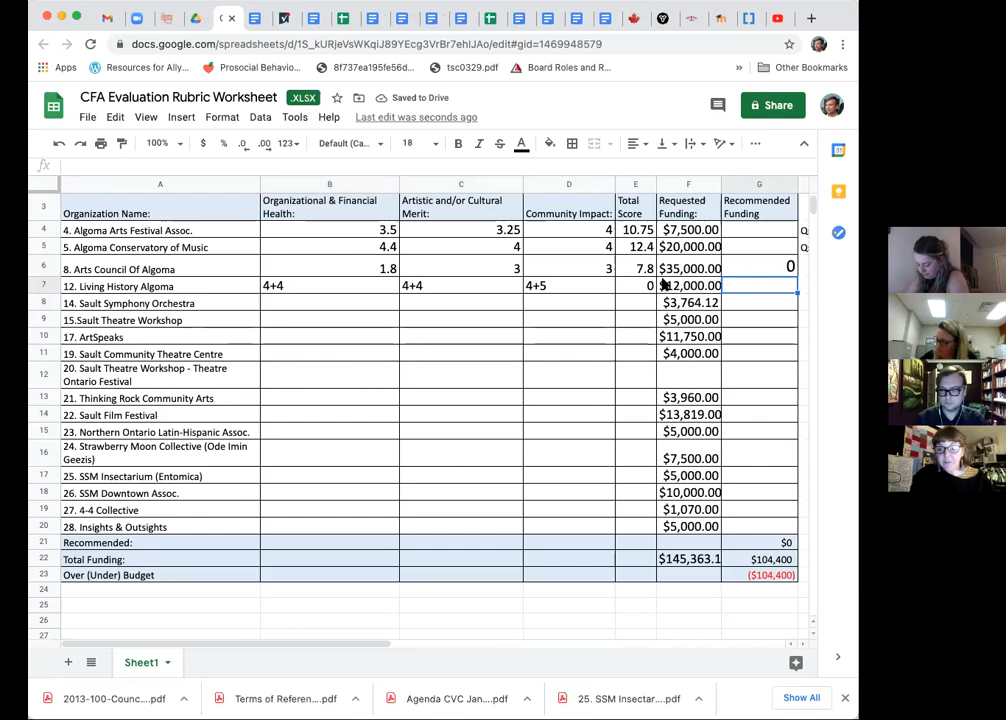 docs.google.com/spreadsheets/d/1S_kURjeVsWKqiJ89YEcg3VrBr7ehlJAo/edit#gid=1469948579
Apps Resources for Ally... Prosocial Behavio... 8f737ea195fe56d... tsc0329.pdf Board Roles and R... » Other Bookmarks
CFA Evaluation Rubric Worksheet .XLSX Saved to Drive
File Edit View Insert Format Data Tools Help Last edit was seconds ago
Share
100% $ % .0 .00 123 Default (Ca... 18 B I S A
fx
A B C D E F G
3 Organization Name: Organizational & Financial Health: Artistic and/or Cultural Merit: Community Impact: Total Score Requested Funding: Recommended Funding
4 4. Algoma Arts Festival Assoc. 3.5 3.25 4 10.75 $7,500.00 Q
5 5. Algoma Conservatory of Music 4.4 4 4 12.4 $20,000.00 Q
6 8. Arts Council Of Algoma 1.8 3 3 7.8 $35,000.00 0
7 12. Living History Algoma 4+4 4+4 4+5 0 $12,000.00
8 14. Sault Symphony Orchestra $3,764.12
9 15.Sault Theatre Workshop $5,000.00
10 17. ArtSpeaks $11,750.00
11 19. Sault Community Theatre Centre $4,000.00
12 20. Sault Theatre Workshop - Theatre Ontario Festival
13 21. Thinking Rock Community Arts $3,960.00
14 22. Sault Film Festival $13,819.00
15 23. Northern Ontario Latin-Hispanic Assoc. $5,000.00
16 24. Strawberry Moon Collective (Ode Imin Geezis) $7,500.00
17 25. SSM Insectarium (Entomica) $5,000.00
18 26. SSM Downtown Assoc. $10,000.00
19 27. 4-4 Collective $1,070.00
20 28. Insights & Outsights $5,000.00
21 Recommended: $0
22 Total Funding: $145,363.1 $104,400
23 Over (Under) Budget ($104,400)
24
25
26
27
Sheet1
2013-100-Counc....pdf Terms of Referen....pdf Agenda CVC Jan....pdf 25. SSM Insectar....pdf Show All